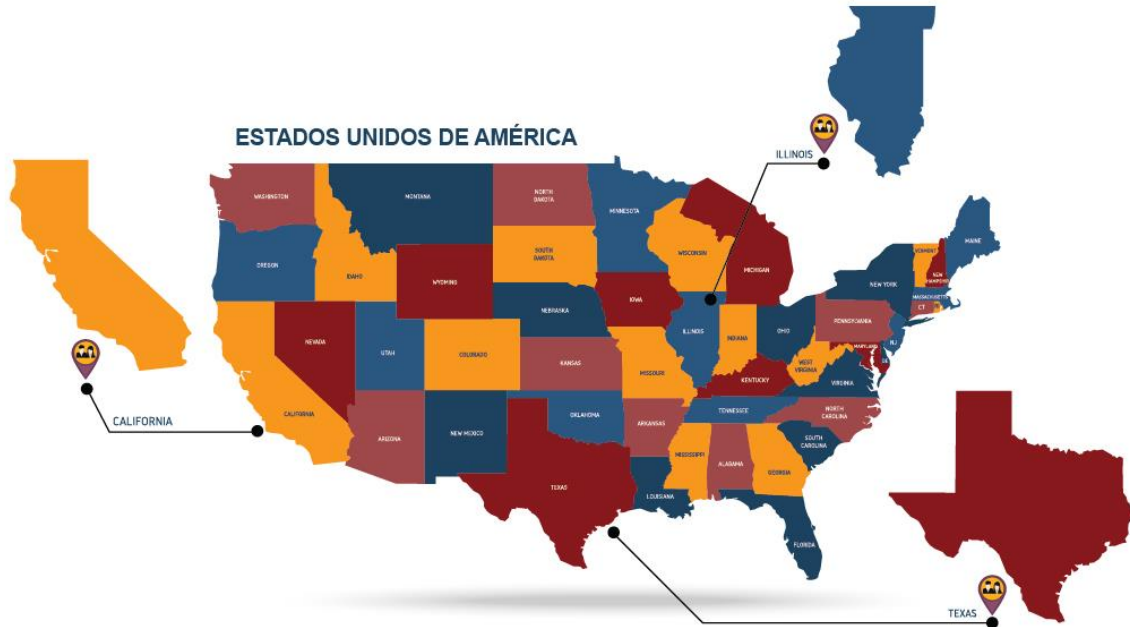 ESTADOS UNIDOS DE AMÉRICA
ILLINOIS
CALIFORNIA
TEXAS
WASHINGTON
MONTANA
NORTH
DAKOTA
MINNESOTA
MAINE
OREGON
IDAHO
SOUTH
DAKOTA
WISCONSIN
VERMONT
NEW
HAMPSHIRE
WYOMING
MICHIGAN
NEW YORK
MASSACHUSETTS
CT
NEBRASKA
IOWA
PENNSYLVANIA
NEVADA
UTAH
COLORADO
ILLINOIS
INDIANA
OHIO
NJ
MARYLAND
KANSAS
MISSOURI
WEST
VIRGINIA
KENTUCKY
VIRGINIA
CALIFORNIA
ARIZONA
NEW MEXICO
OKLAHOMA
ARKANSAS
TENNESSEE
NORTH
CAROLINA
SOUTH
CAROLINA
MISSISSIPPI
ALABAMA
GEORGIA
TEXAS
LOUISIANA
FLORIDA